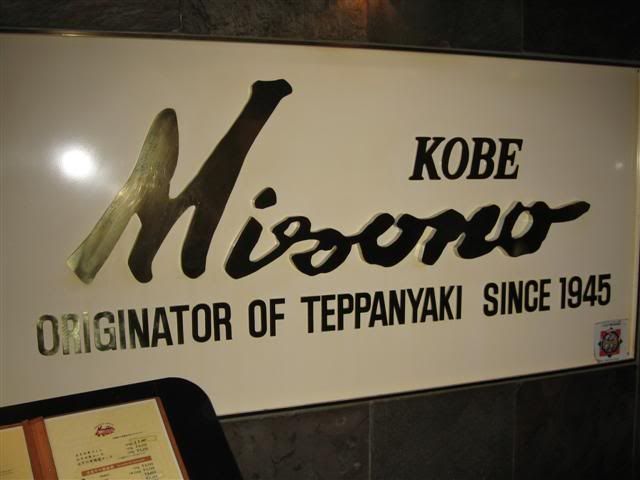 KOBE
Misono
ORIGINATOR OF TEPPANYAKI SINCE 1945